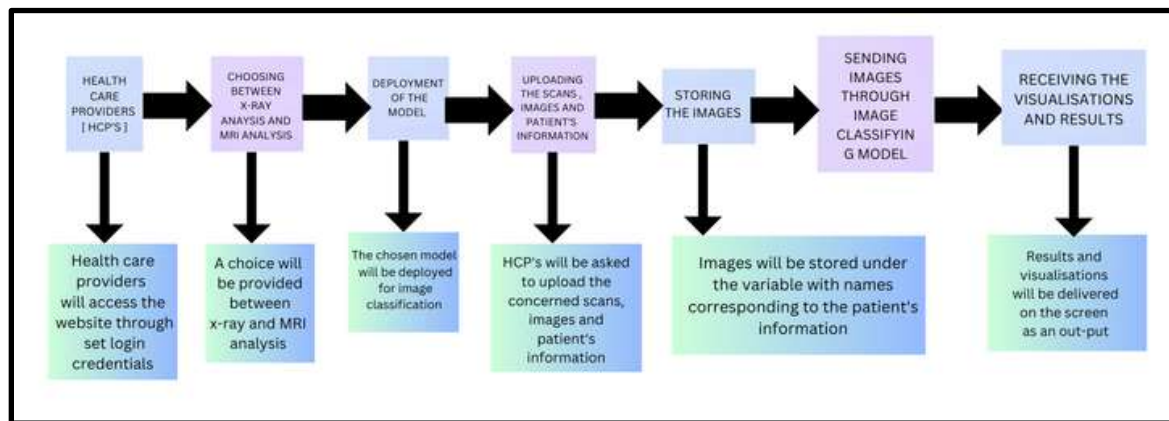 HEALTH
CARE
PROVIDERS
[ HCP'S ]
CHOOSING
BETWEEN
X-RAY
ANAYSIS AND
MRI ANALYSIS
DEPLOYMENT
OF THE
MODEL
UPLOADING
THE SCANS ,
IMAGES AND
PATIENT'S
INFORMATION
STORING
THE IMAGES
SENDING
IMAGES
THROUGH
IMAGE
CLASSIFYIN
G MODEL
RECEIVING THE
VISUALISATIONS
AND RESULTS
Health care
providers
will access the
website through
set login
credentials
A choice will
be provided
between
x-ray and MRI
analysis
The chosen model
will be deployed
for image
classification
HCP's will be asked
to upload the
concerned scans,
images and
patient's
information
Images will be stored under
the variable with names
corresponding to the patient's
information
Results and
visualisations
will be delivered
on the screen
as an out-put